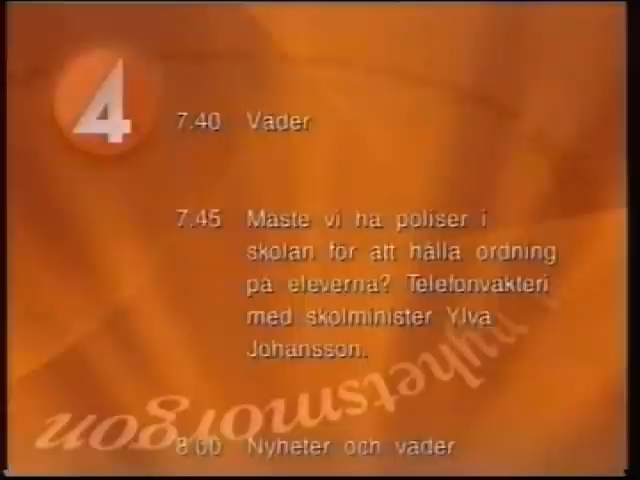 4
7.40 Väder
7.45 Måste vi ha poliser i
skolan för att hålla ordning
på eleverna? Telefonväkteri
med skolminister Ylva
Johansson.
nyhetsmorgon
8.00 Nyheter och väder